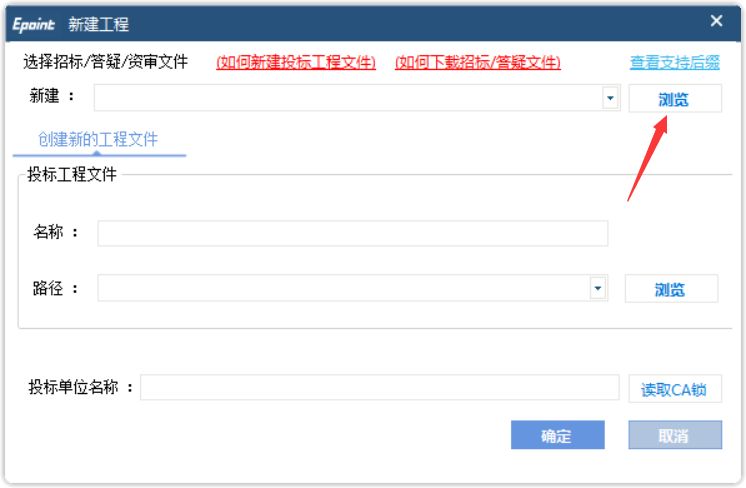 Epoint 新建工程
选择招标/答疑/资审文件 (如何新建投标工程文件) (如何下载招标/答疑文件) 查看支持后缀
新建 : 浏览
创建新的工程文件
投标工程文件
名称 :
路径 : 浏览
投标单位名称 : 读取CA锁
确定 取消